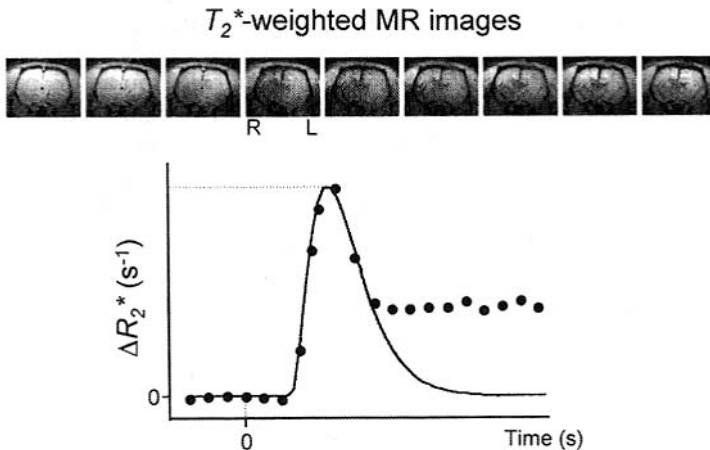 T₂*-weighted MR images
R L
ΔR₂* (s⁻¹)
0
0
Time (s)